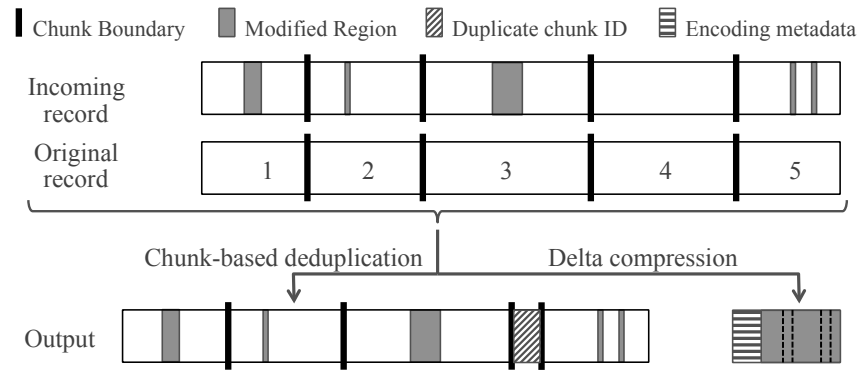 Chunk Boundary Modified Region Duplicate chunk ID Encoding metadata
Incoming
record
Original
record
1 2 3 4 5
Chunk-based deduplication Delta compression
Output